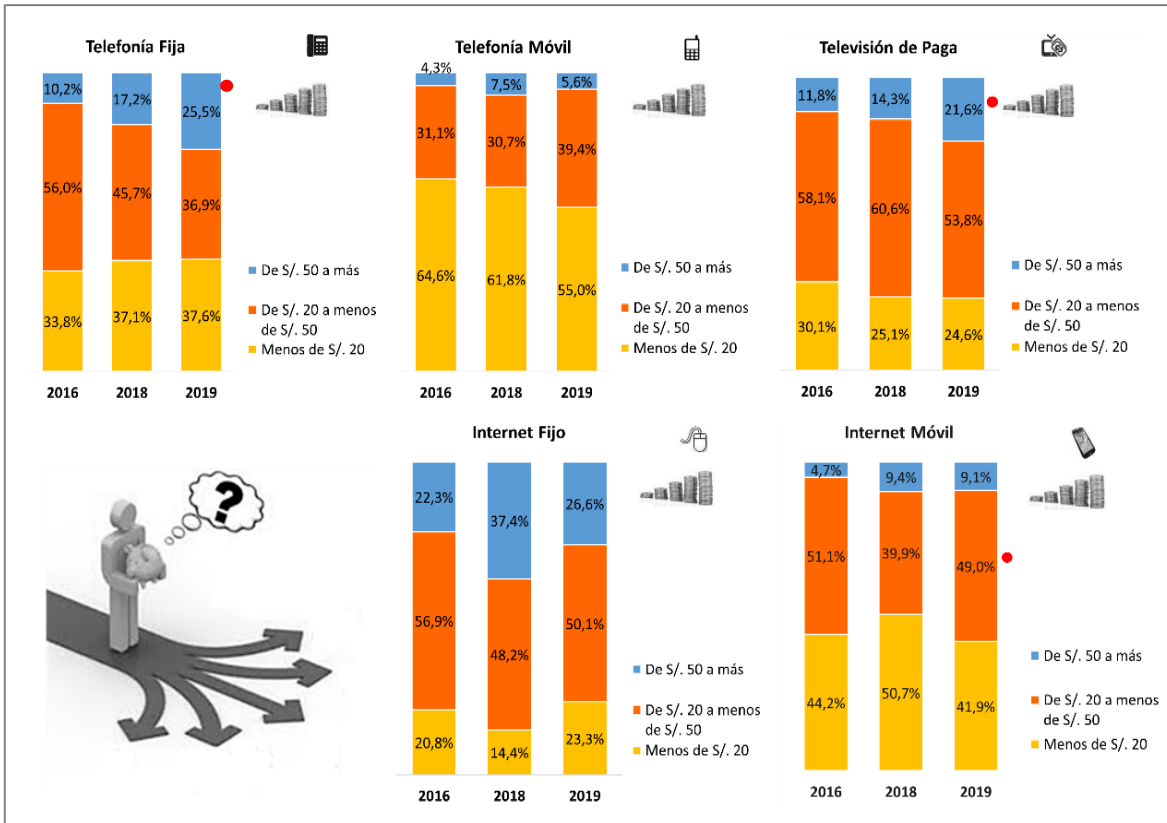 Telefonía Fija
10,2%
17,2%
25,5%
56,0%
45,7%
36,9%
33,8%
37,1%
37,6%
De S/. 50 a más
De S/. 20 a menos
de S/. 50
Menos de S/. 20
2016 2018 2019
Telefonía Móvil
4,3%
7,5%
5,6%
31,1%
30,7%
39,4%
64,6%
61,8%
55,0%
De S/. 50 a más
De S/. 20 a menos
de S/. 50
Menos de S/. 20
2016 2018 2019
Televisión de Paga
11,8%
14,3%
21,6%
58,1%
60,6%
53,8%
30,1%
25,1%
24,6%
De S/. 50 a más
De S/. 20 a menos
de S/. 50
Menos de S/. 20
2016 2018 2019
?
Internet Fijo
22,3%
37,4%
26,6%
56,9%
48,2%
50,1%
20,8%
14,4%
23,3%
De S/. 50 a más
De S/. 20 a menos
de S/. 50
Menos de S/. 20
2016 2018 2019
Internet Móvil
4,7%
9,4%
9,1%
51,1%
39,9%
49,0%
44,2%
50,7%
41,9%
De S/. 50 a más
De S/. 20 a menos
de S/. 50
Menos de S/. 20
2016 2018 2019